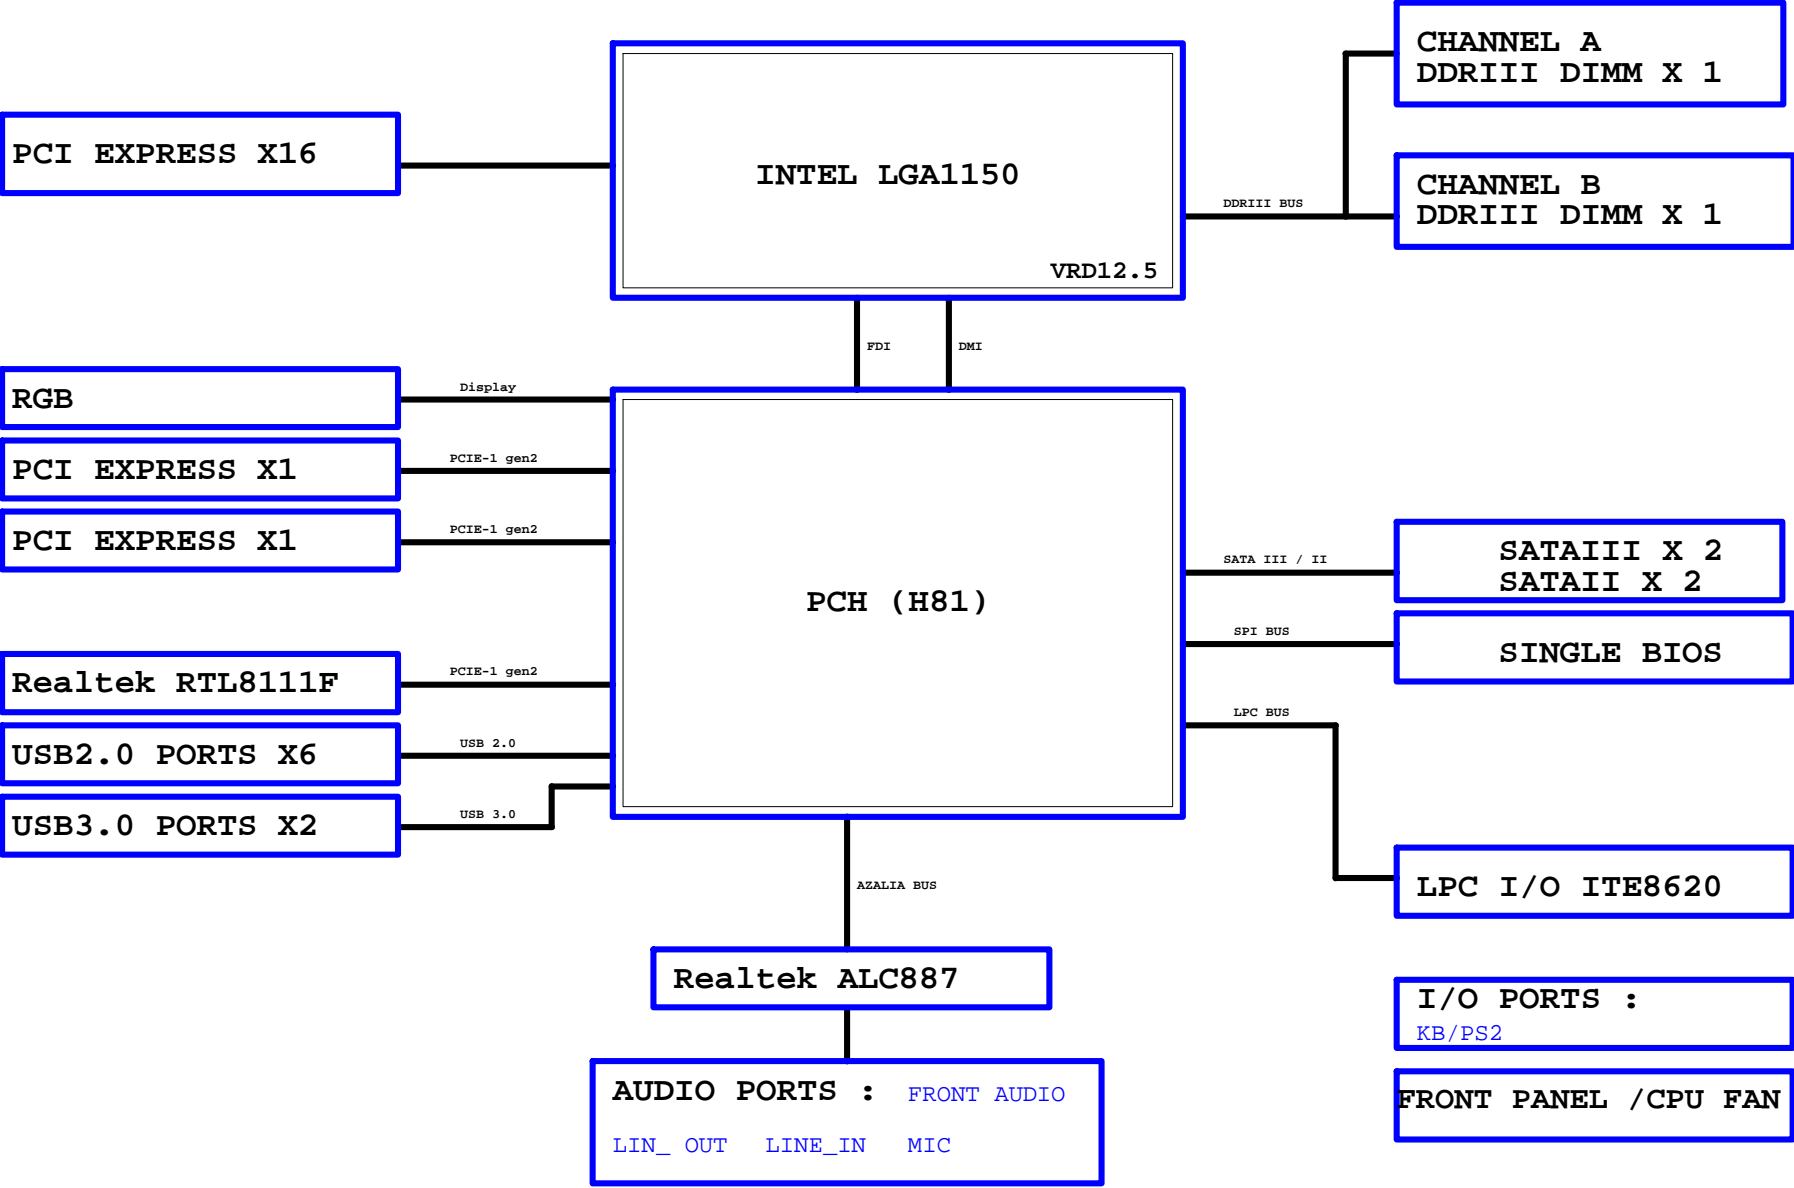 CHANNEL A
DDRIII DIMM X 1
PCI EXPRESS X16
INTEL LGA1150
CHANNEL B
DDRIII DIMM X 1
DDRIII BUS
VRD12.5
FDI
DMI
RGB
Display
PCI EXPRESS X1
PCIE-1 gen2
PCI EXPRESS X1
PCIE-1 gen2
PCH (H81)
SATA III / II
SATAIII X 2
SATAII X 2
SPI BUS
SINGLE BIOS
Realtek RTL8111F
PCIE-1 gen2
LPC BUS
USB2.0 PORTS X6
USB 2.0
USB3.0 PORTS X2
USB 3.0
AZALIA BUS
LPC I/O ITE8620
Realtek ALC887
I/O PORTS :
KB/PS2
AUDIO PORTS : FRONT AUDIO
LIN_ OUT LINE_IN MIC
FRONT PANEL /CPU FAN